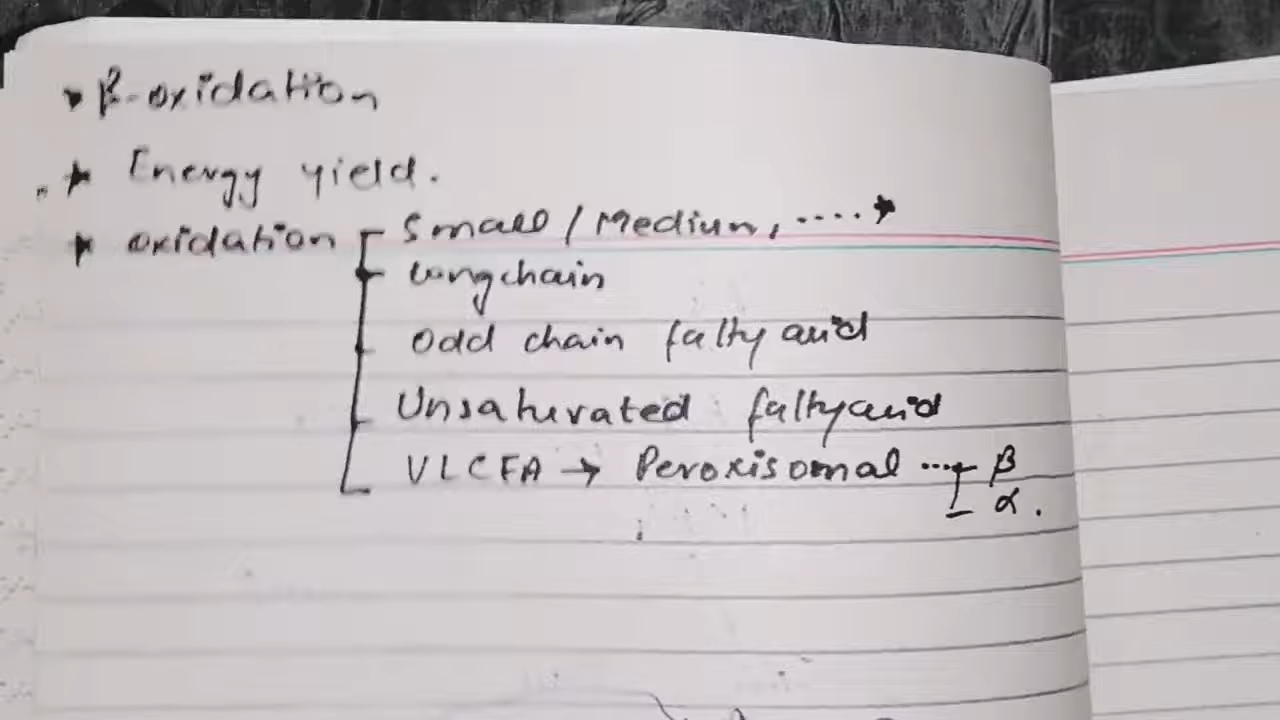 β-oxidation
* Energy yield.
* oxidation Small / Medium, ....
Longchain
Odd chain fatty acid
Unsaturated fatty acid
VLCFA → Peroxisomal .... β
α.